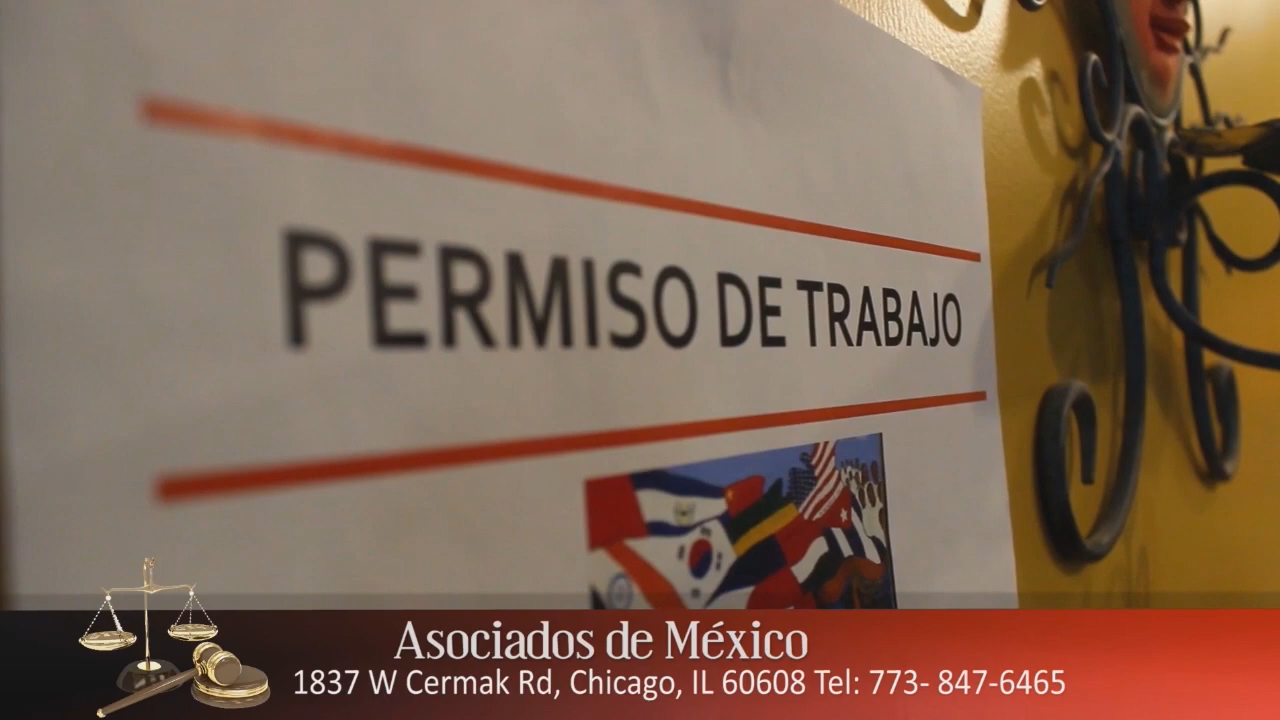 PERMISO DE TRABAJO
Asociados de México
1837 W Cermak Rd, Chicago, IL 60608 Tel: 773- 847-6465